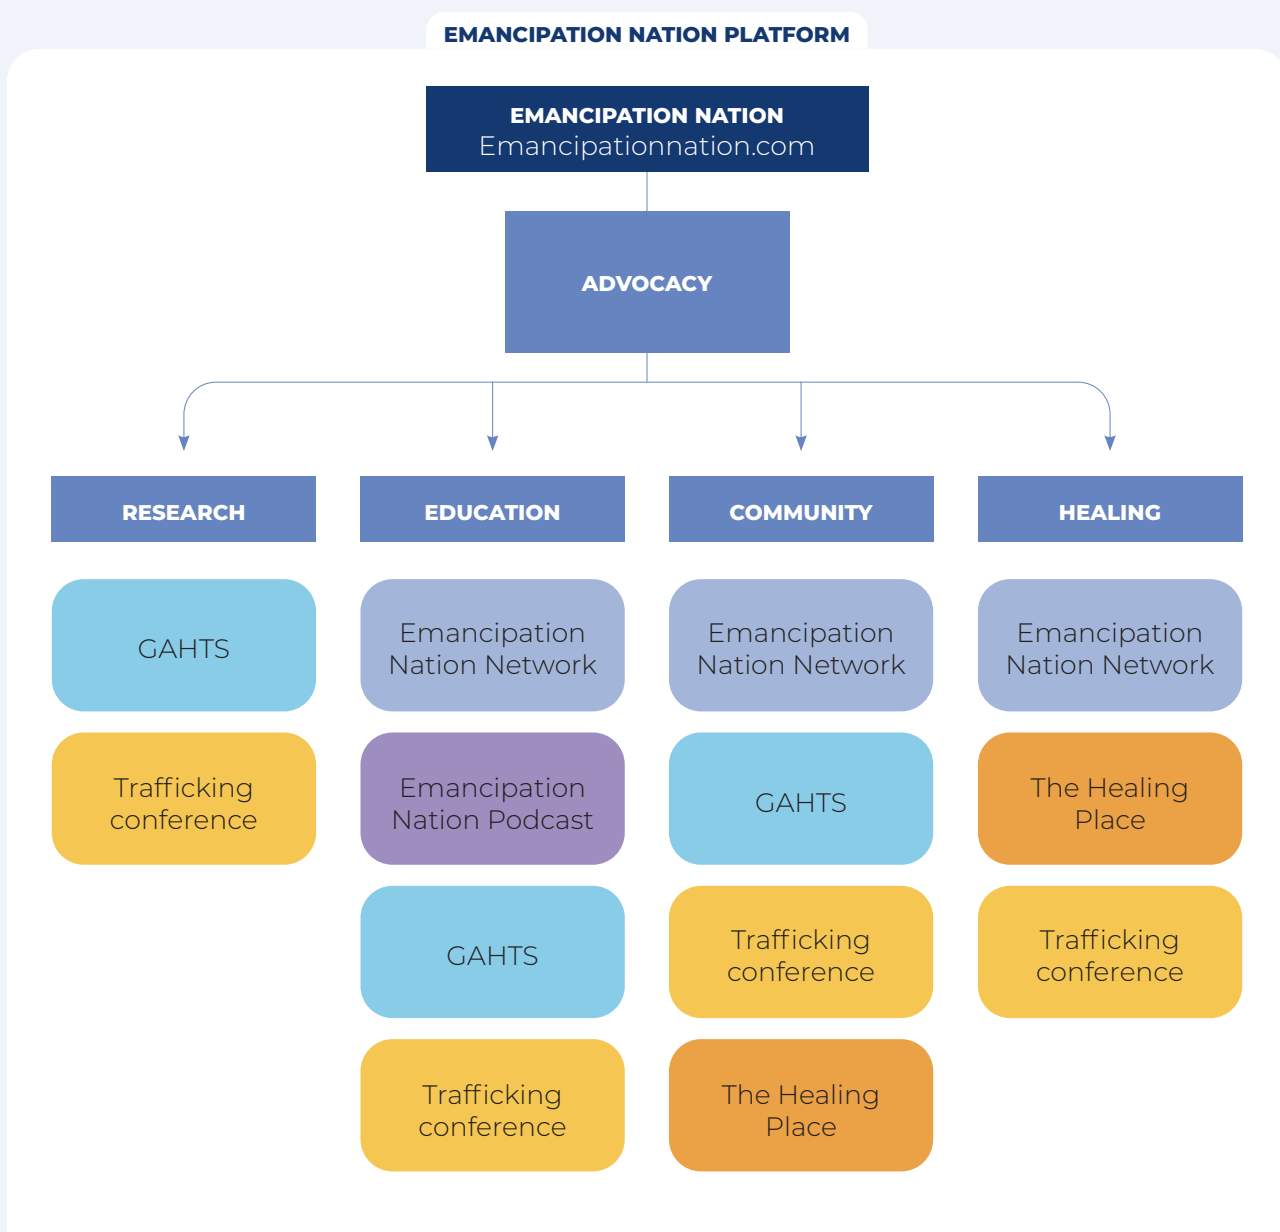 EMANCIPATION NATION PLATFORM
EMANCIPATION NATION
Emancipationnation.com
ADVOCACY
RESEARCH
GAHTS
Trafficking
conference
EDUCATION
Emancipation
Nation Network
Emancipation
Nation Podcast
GAHTS
Trafficking
conference
COMMUNITY
Emancipation
Nation Network
GAHTS
Trafficking
conference
The Healing
Place
HEALING
Emancipation
Nation Network
The Healing
Place
Trafficking
conference